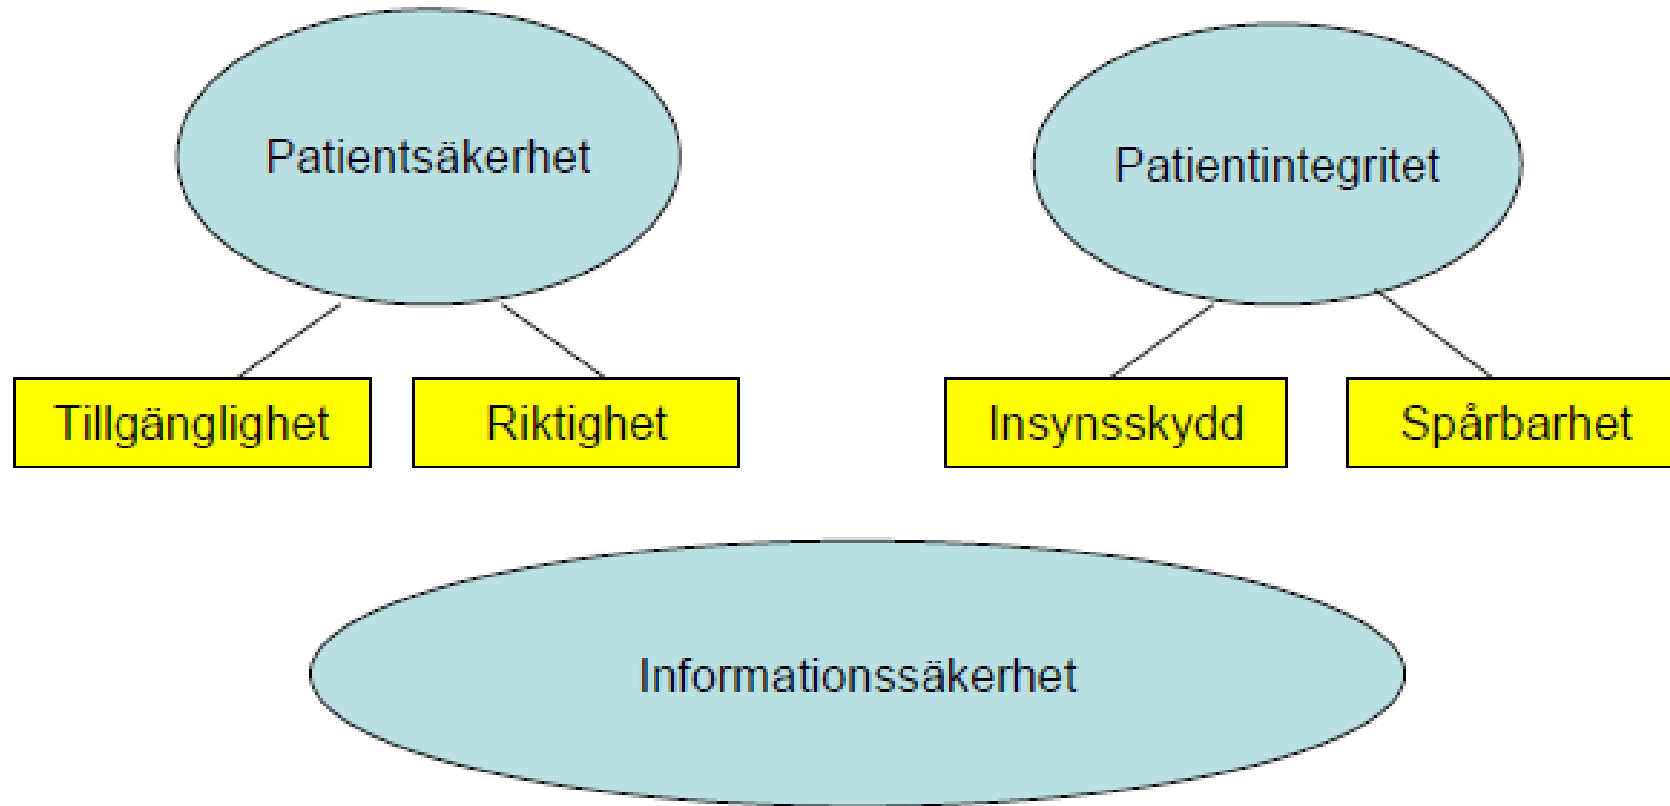 Patientsäkerhet
Patientintegritet
Tillgänglighet
Riktighet
Insynsskydd
Spårbarhet
Informationssäkerhet